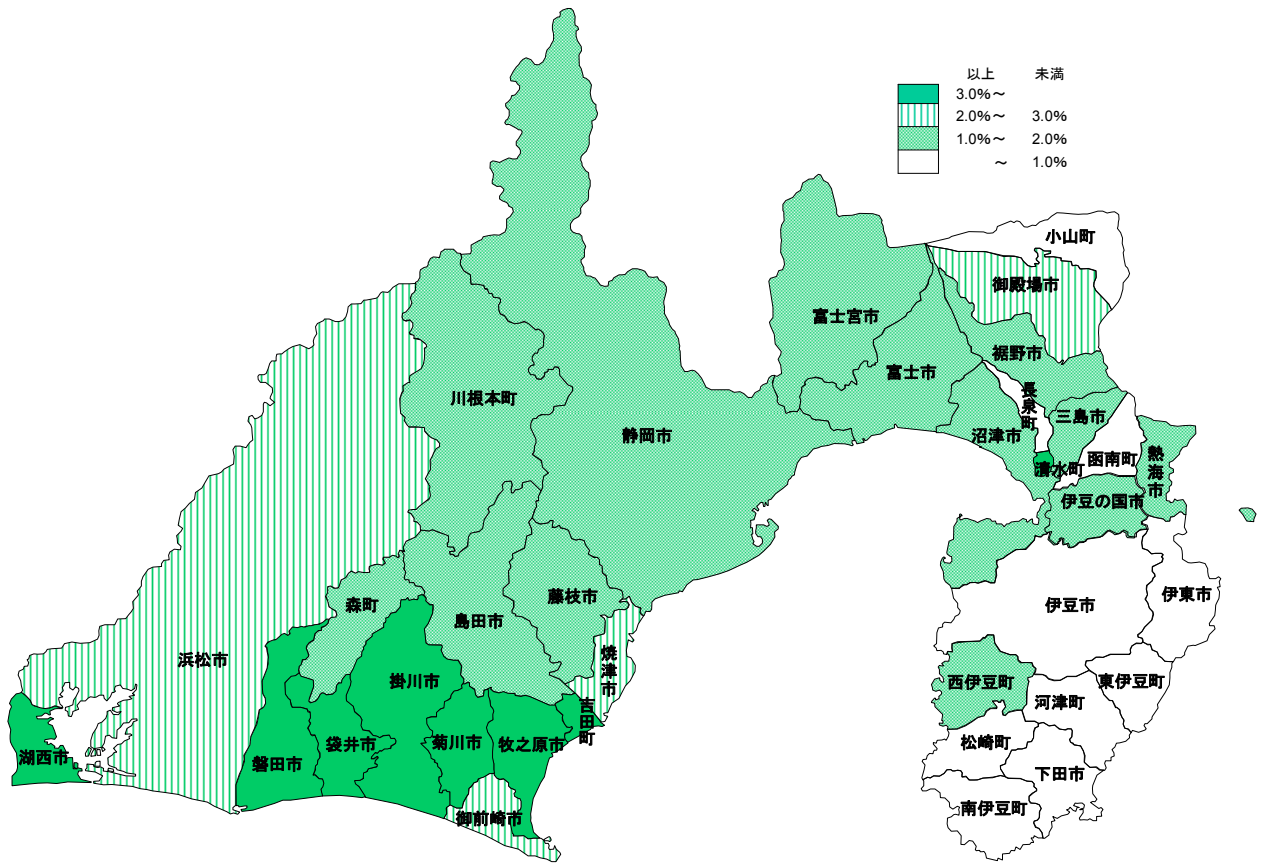 以上 未満
3.0%～
2.0%～ 3.0%
1.0%～ 2.0%
～ 1.0%
小山町
御殿場市
富士宮市
裾野市
富士市
長泉町
川根本町
三島市
静岡市
沼津市
函南町
熱海市
清水町
伊豆の国市
藤枝市
森町
伊豆市
伊東市
島田市
浜松市
焼津市
掛川市
西伊豆町
東伊豆町
河津町
吉田町
袋井市
菊川市
牧之原市
松崎町
湖西市
磐田市
下田市
御前崎市
南伊豆町